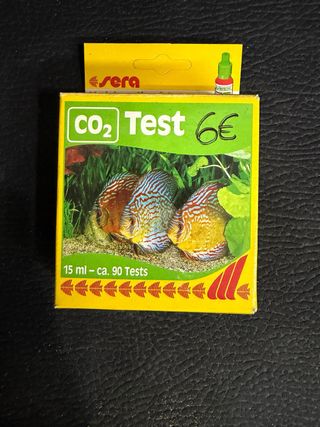 sera
CO2 Test 6€
15 ml – ca. 90 Tests